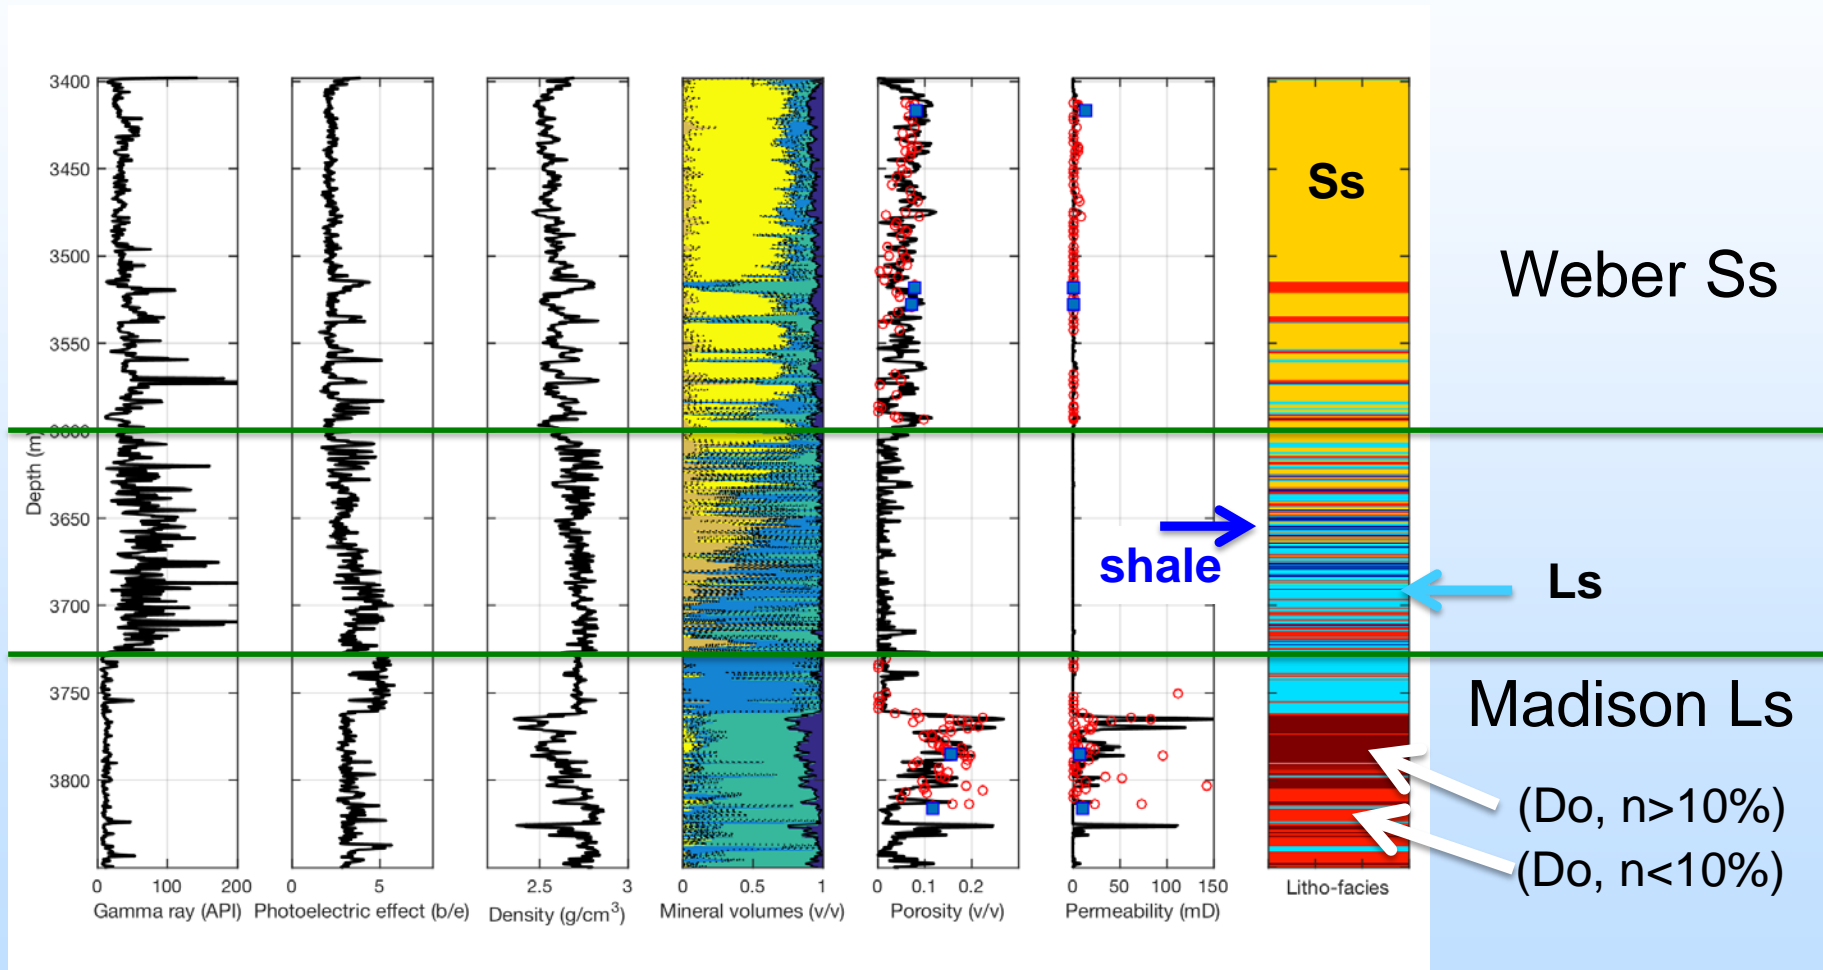 3400
3450
3500
3550
3600
3650
3700
3750
3800
Depth (m)
Ss
Weber Ss
shale
Ls
Madison Ls
(Do, n>10%)
(Do, n<10%)
0 100 200
Gamma ray (API)
0 5
Photoelectric effect (b/e)
2.5 3
Density (g/cm³)
0 0.5 1
Mineral volumes (v/v)
0 0.1 0.2
Porosity (v/v)
0 50 100 150
Permeability (mD)
Litho-facies